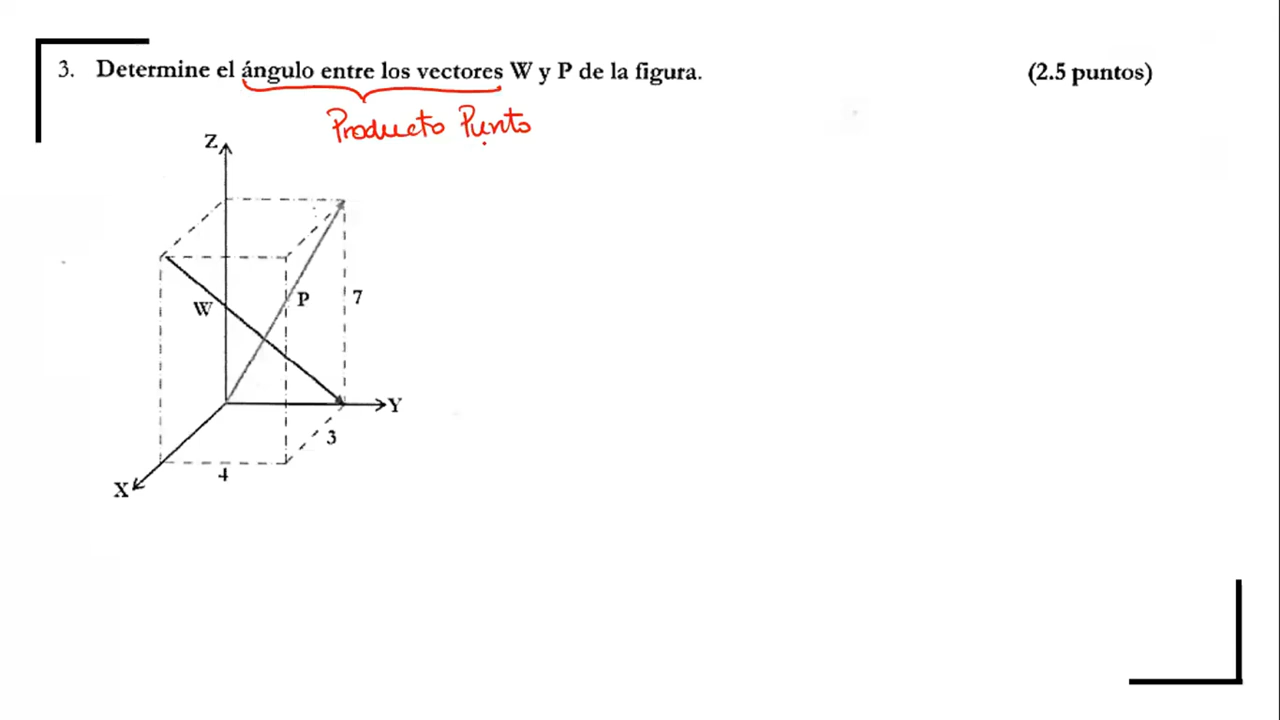 3. Determine el ángulo entre los vectores W y P de la figura. (2.5 puntos)
Producto Punto
Z
W
P
7
Y
3
4
X